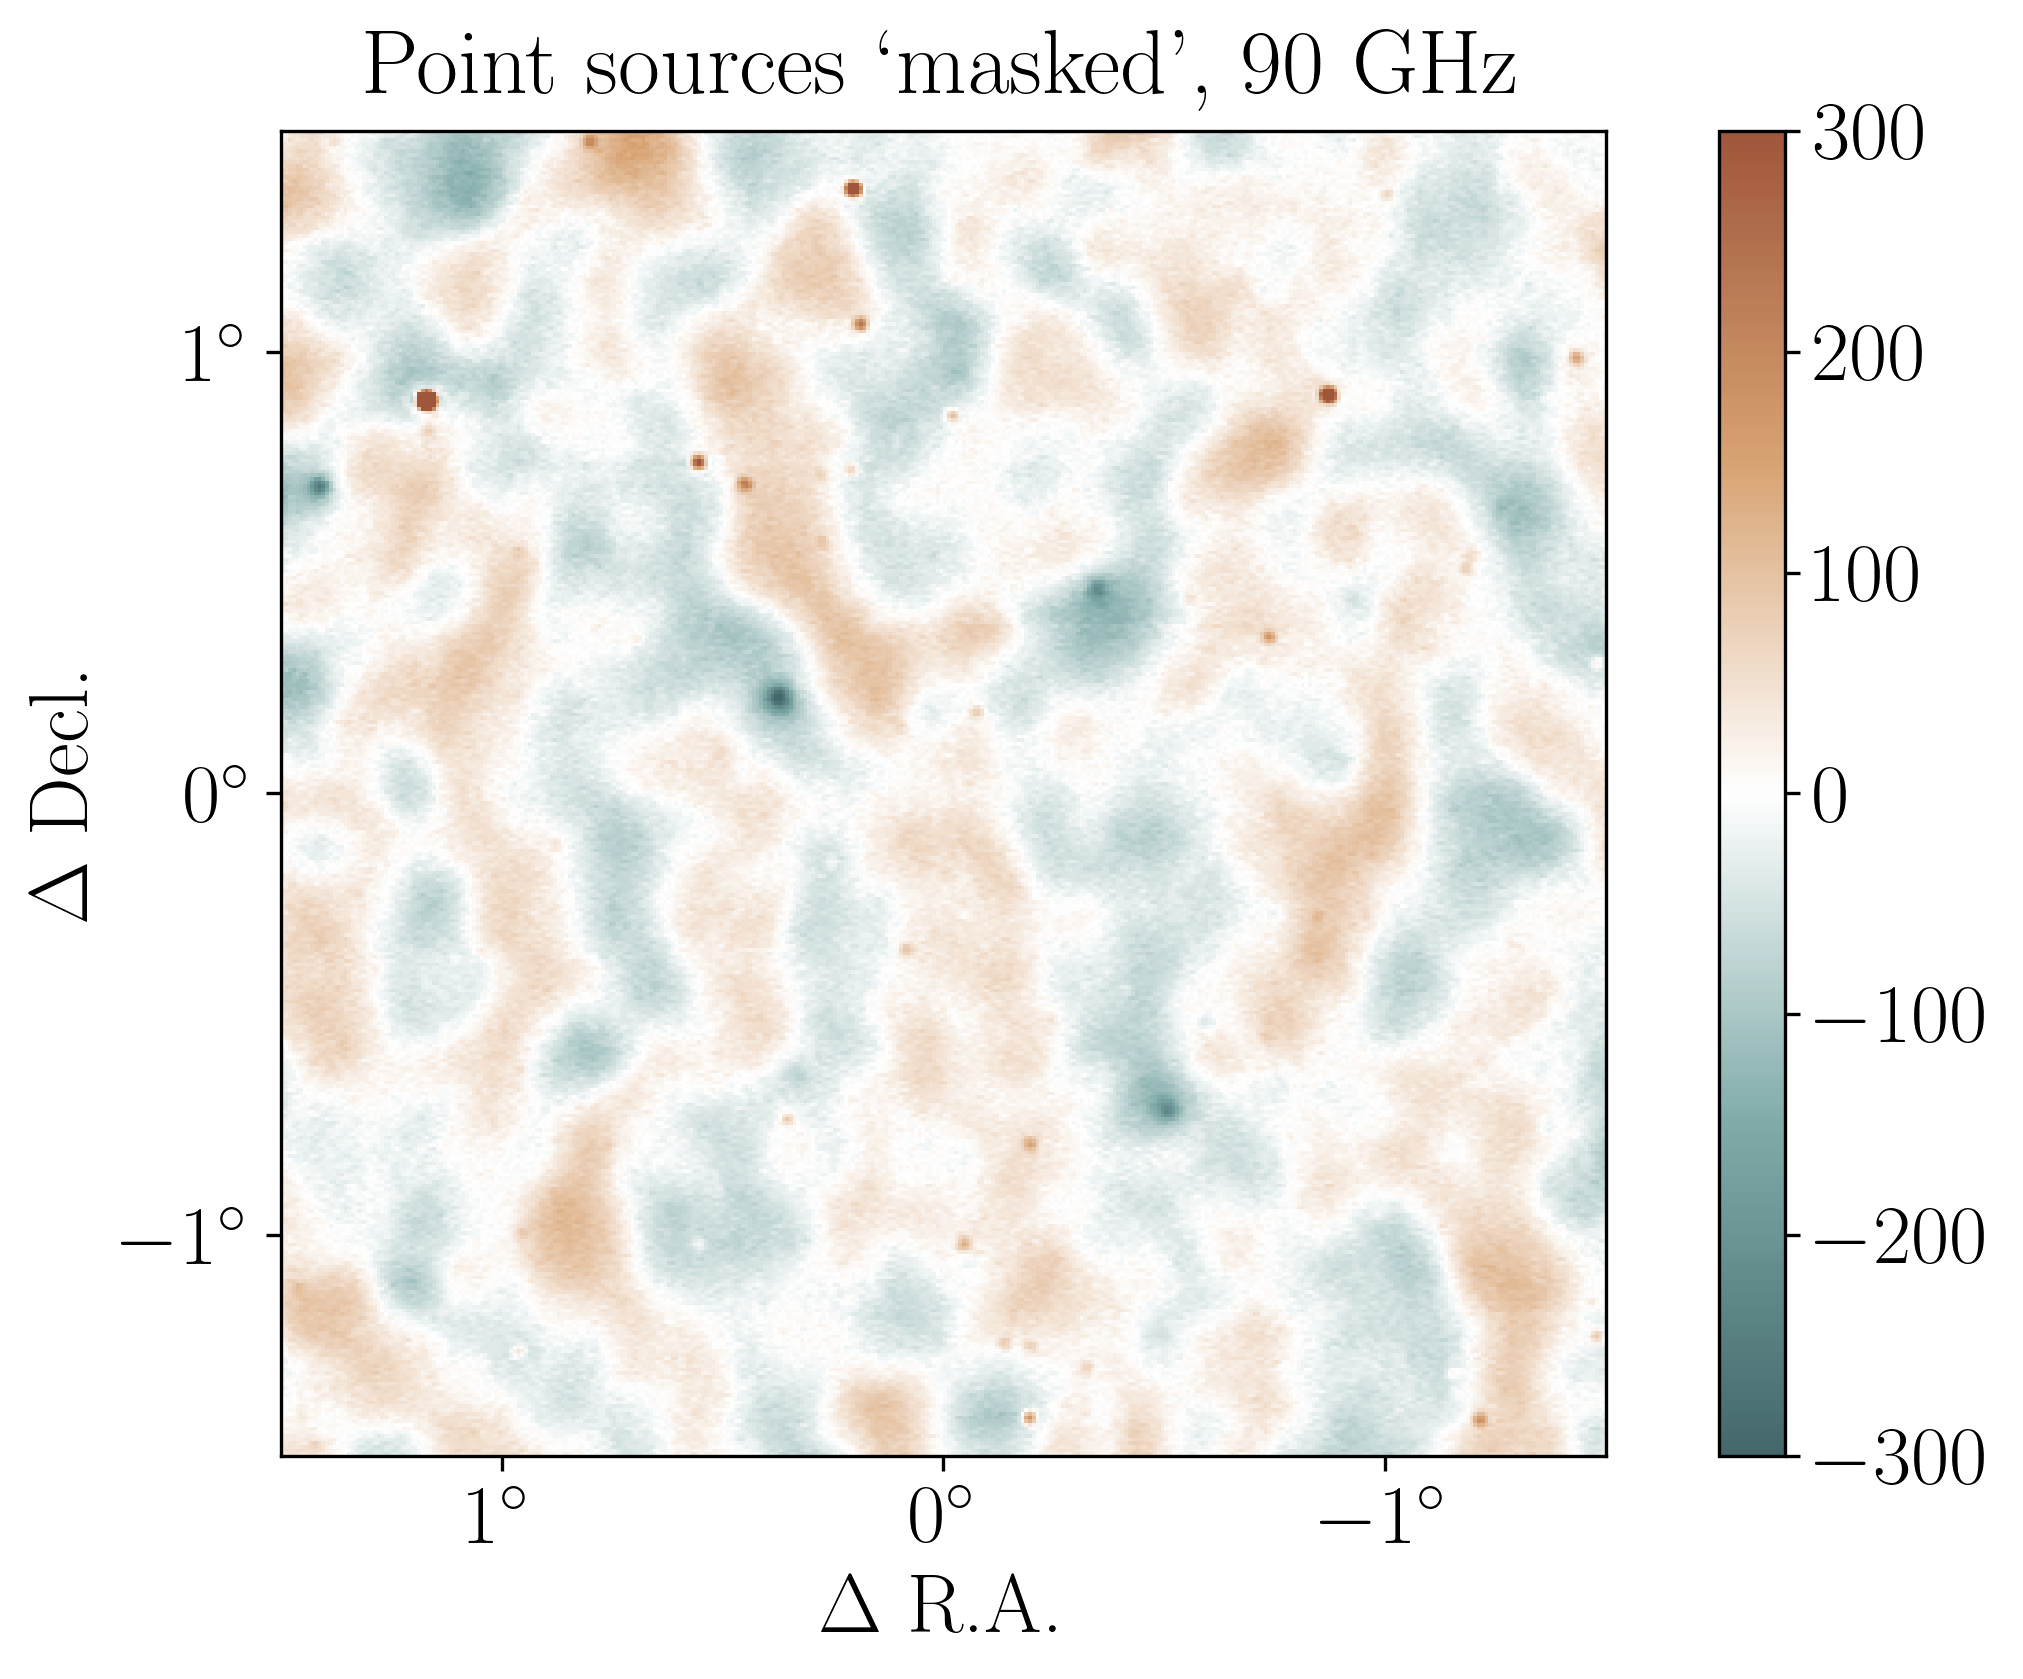 Point sources ‘masked’, 90 GHz
300
200
100
0
−100
−200
−300
1°
0°
−1°
Δ Decl.
1° 0° −1°
Δ R.A.